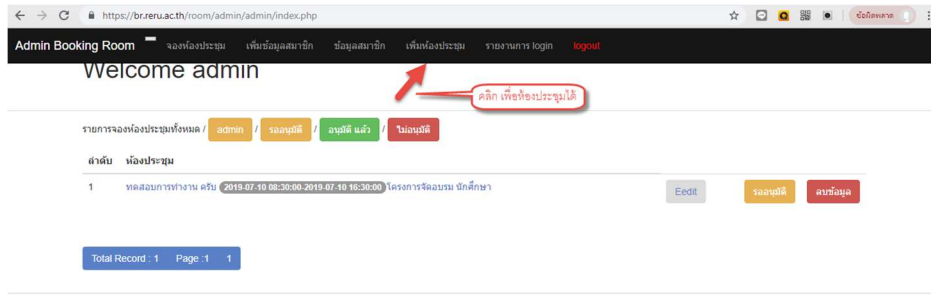 https://br.reru.ac.th/room/admin/admin/index.php ข้อผิดพลาด
Admin Booking Room จองห้องประชุม เพิ่มข้อมูลสมาชิก ข้อมูลสมาชิก เพิ่มห้องประชุม รายงานการ login logout
Welcome admin
คลิก เพื่อห้องประชุมได้
รายการจองห้องประชุมทั้งหมด / admin / รออนุมัติ / อนุมัติ แล้ว / ไม่อนุมัติ
ลำดับ ห้องประชุม
1 ทดสอบการทำงาน ครับ 2019-07-10 08:30:00-2019-07-10 16:30:00 โครงการจัดอบรม นักศึกษา Eedit รออนุมัติ ลบข้อมูล
Total Record : 1 Page :1 1